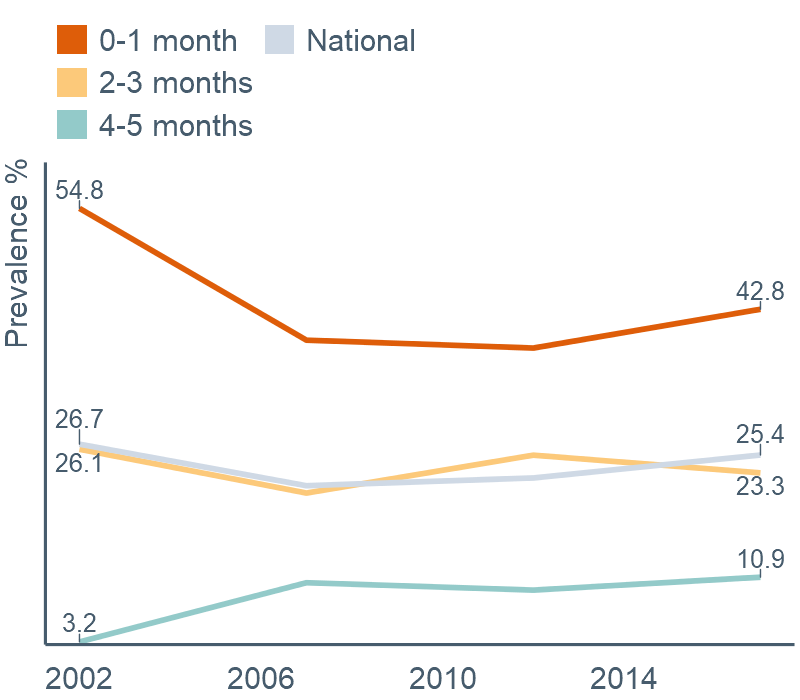 0-1 month
National
2-3 months
4-5 months
Prevalence %
54.8
42.8
26.7
26.1
25.4
23.3
10.9
3.2
2002 2006 2010 2014